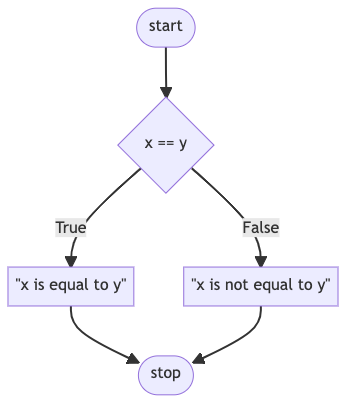 start
x == y
True
False
"x is equal to y"
"x is not equal to y"
stop